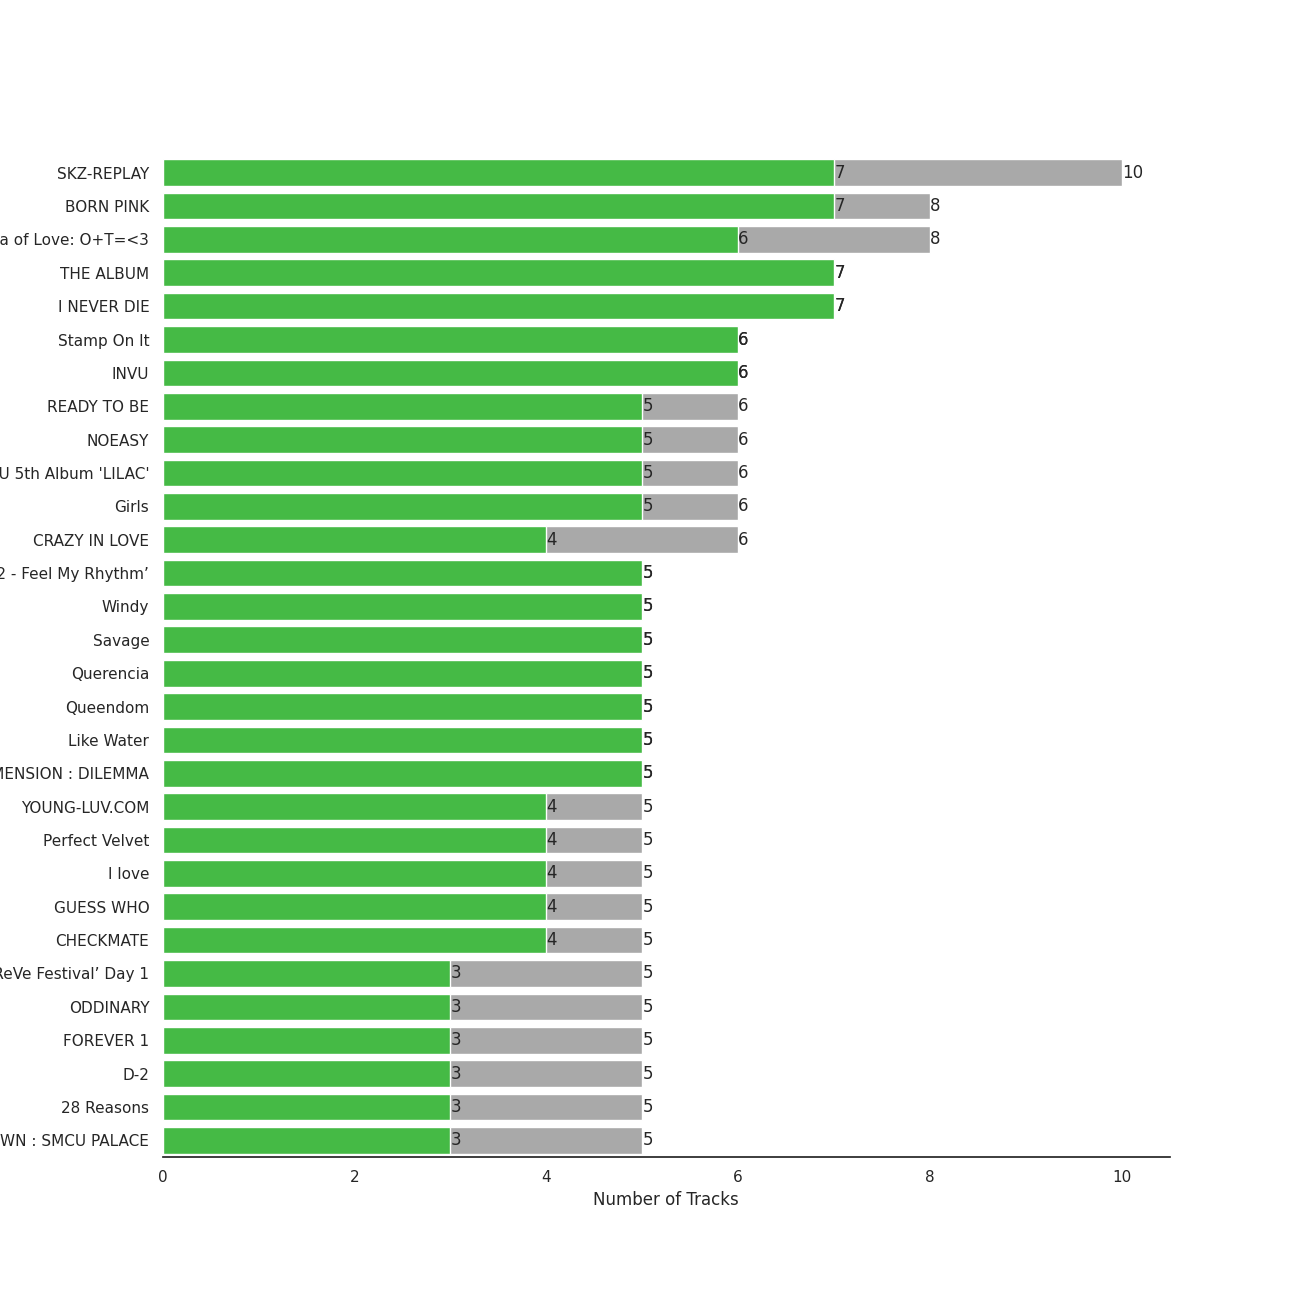 SKZ-REPLAY 7 10
BORN PINK 7 8
a of Love: O+T=<3 6 8
THE ALBUM 7
I NEVER DIE 7
Stamp On It 6
INVU 6
READY TO BE 5 6
NOEASY 5 6
U 5th Album 'LILAC' 5 6
Girls 5 6
CRAZY IN LOVE 4 6
2 - Feel My Rhythm’ 5
Windy 5
Savage 5
Querencia 5
Queendom 5
Like Water 5
MENSION : DILEMMA 5
YOUNG-LUV.COM 4 5
Perfect Velvet 4 5
I love 4 5
GUESS WHO 4 5
CHECKMATE 4 5
ReVe Festival’ Day 1 3 5
ODDINARY 3 5
FOREVER 1 3 5
D-2 3 5
28 Reasons 3 5
WN : SMCU PALACE 3 5
0 2 4 6 8 10
Number of Tracks